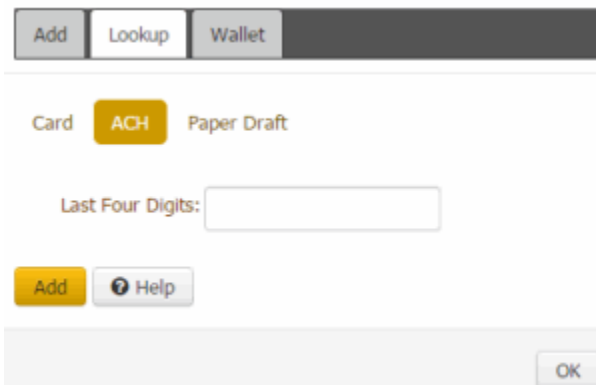 Add Lookup Wallet
Card ACH Paper Draft
Last Four Digits:
Add Help
OK